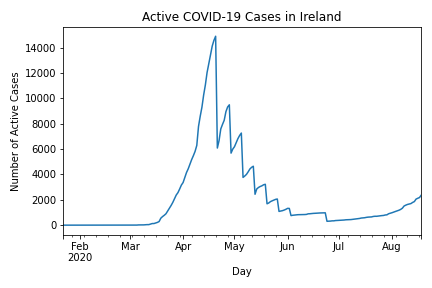 Active COVID-19 Cases in Ireland
Number of Active Cases
14000
12000
10000
8000
6000
4000
2000
0
Feb Mar Apr May Jun Jul Aug
2020
Day